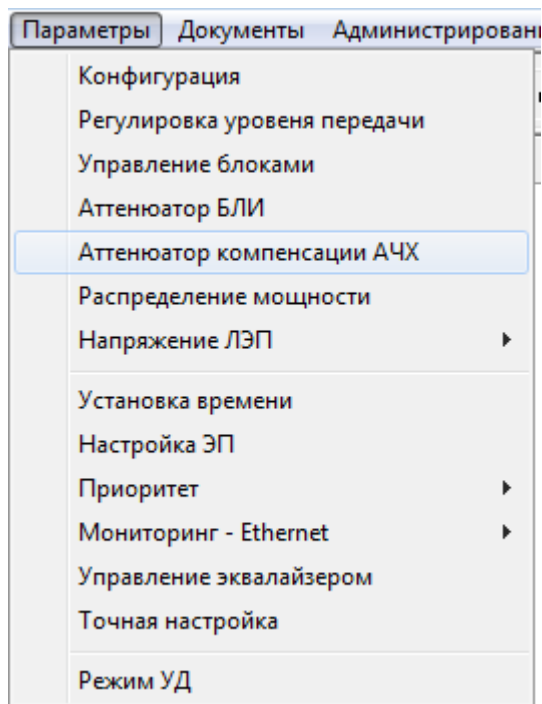 Параметры Документы Администрирован
Конфигурация
Регулировка уровеня передачи
Управление блоками
Аттенюатор БЛИ
Аттенюатор компенсации АЧХ
Распределение мощности
Напряжение ЛЭП
Установка времени
Настройка ЭП
Приоритет
Мониторинг - Ethernet
Управление эквалайзером
Точная настройка
Режим УД